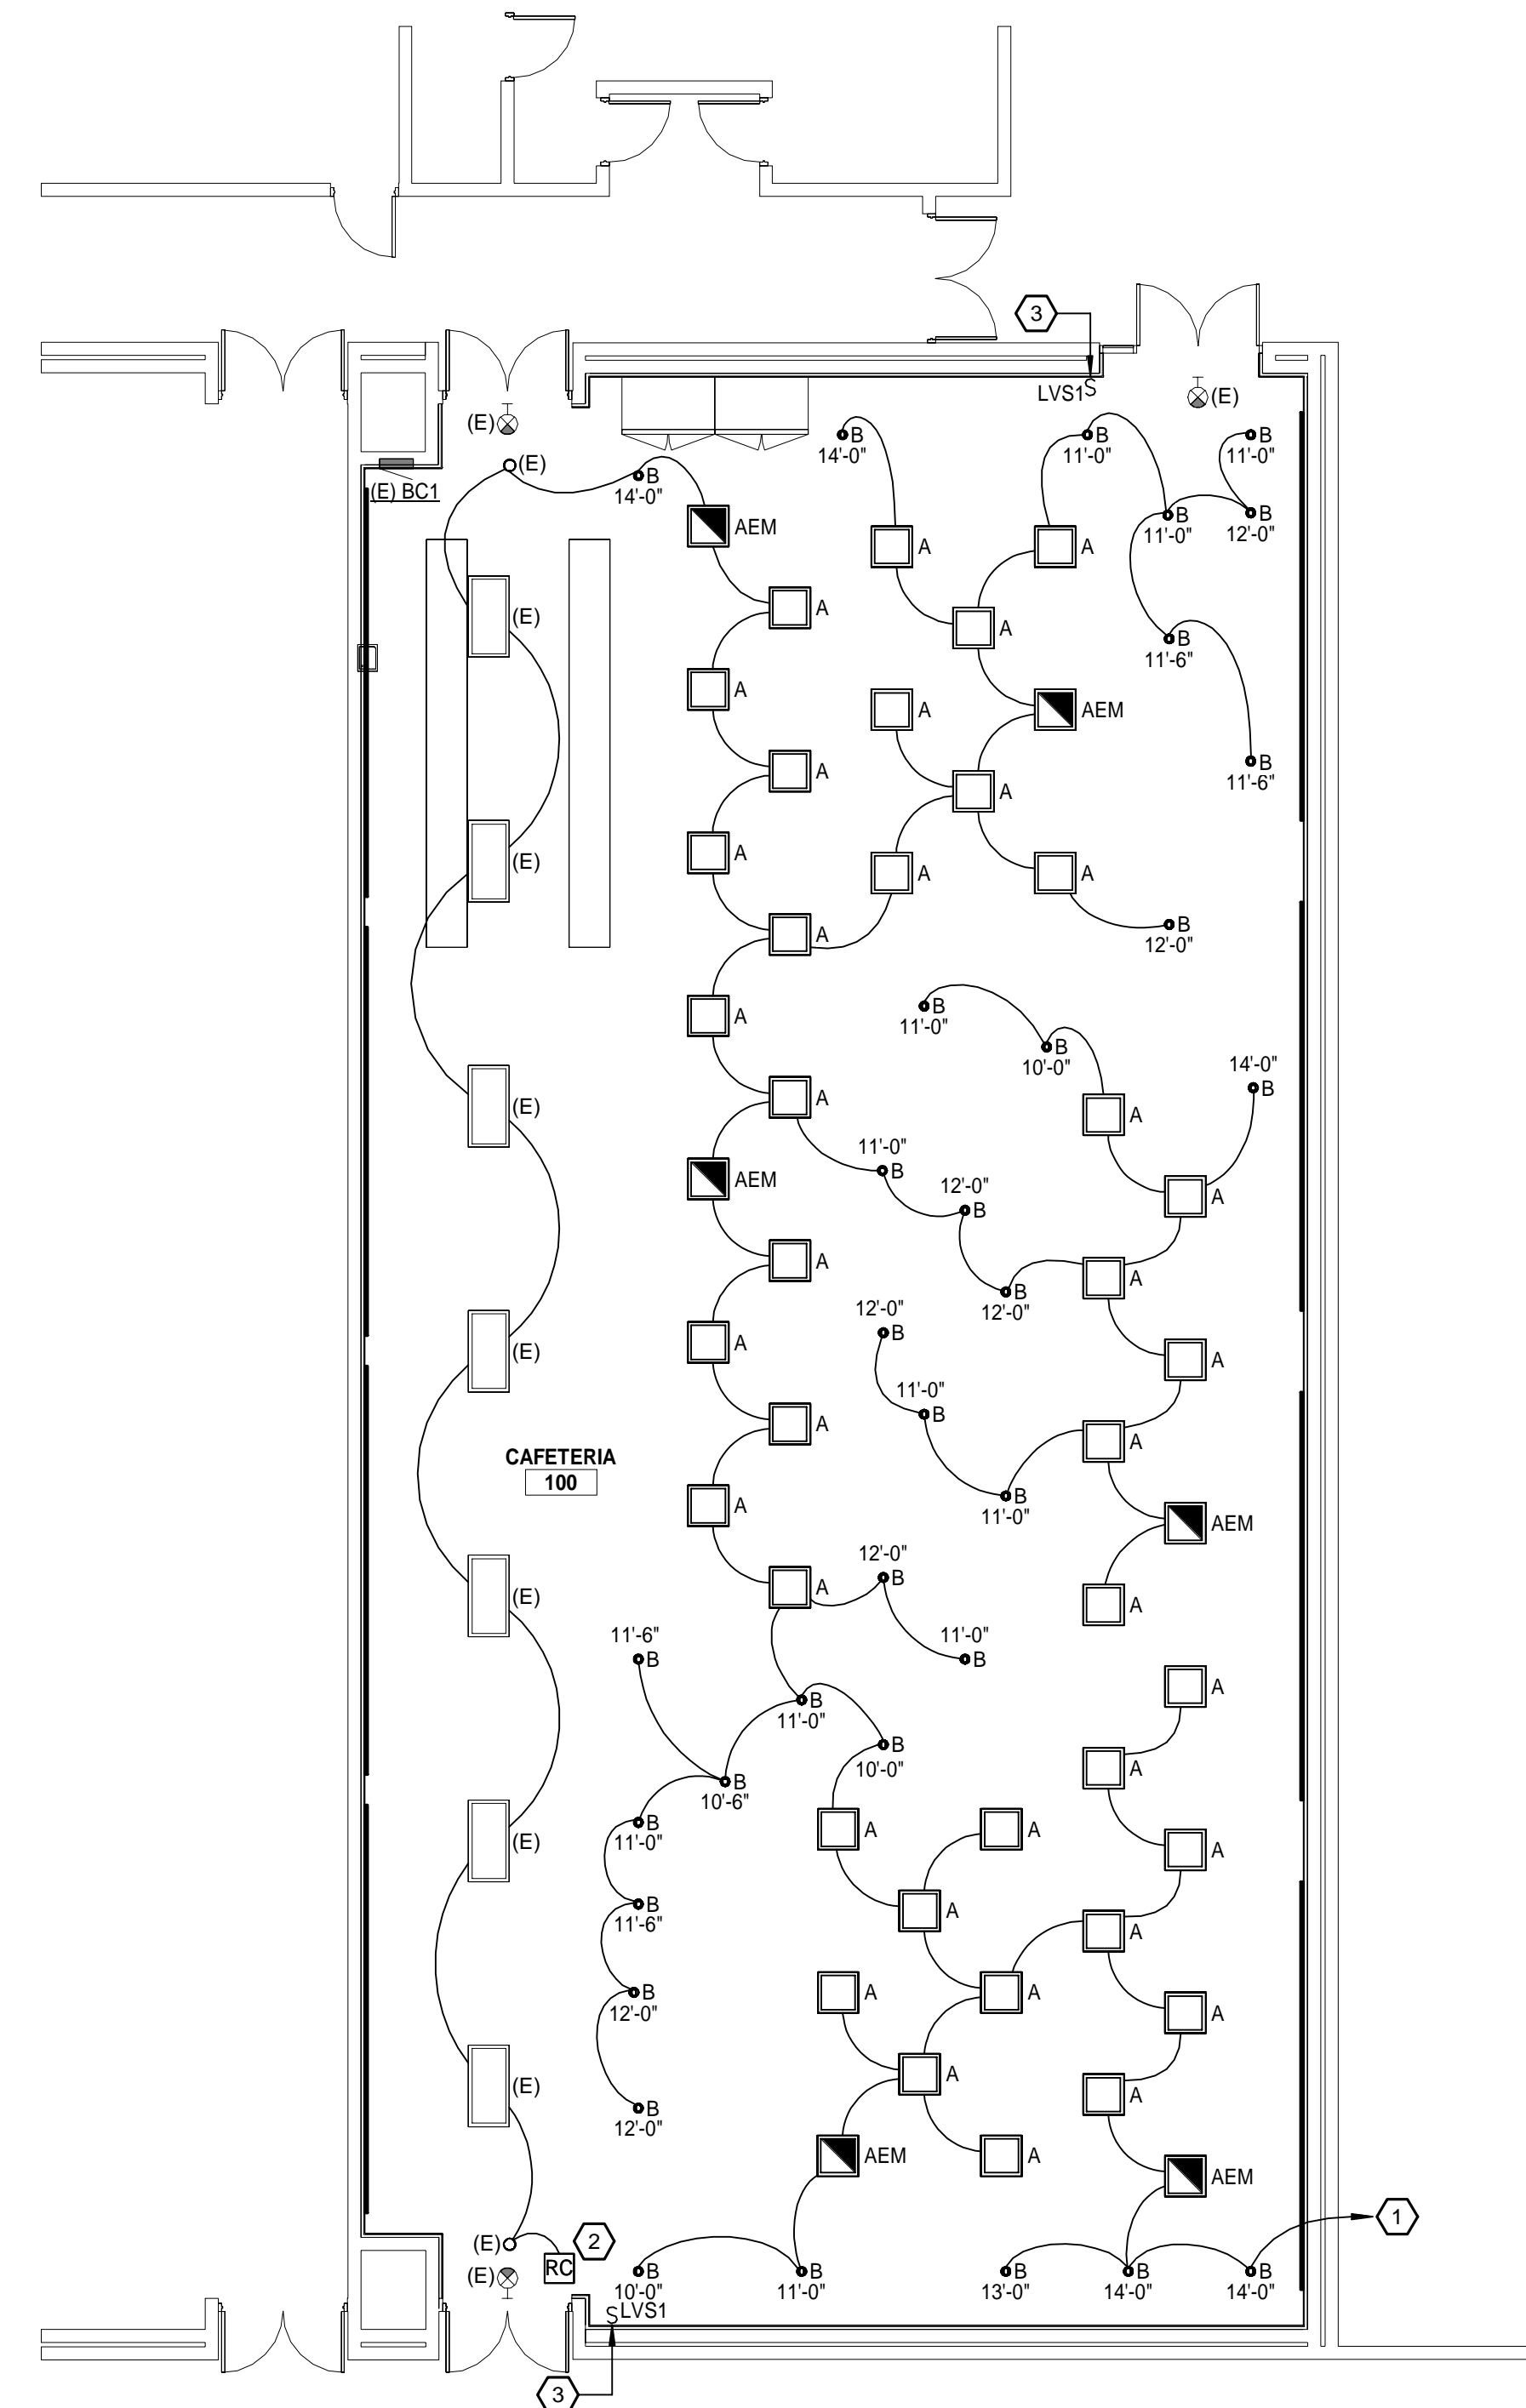 3
LVS1 S
(E)
(E)
B
14'-0"
B
11'-0"
B
11'-0"
(E)
B
14'-0"
(E) BC1
B
11'-0"
B
12'-0"
AEM
A
A
A
(E)
A
B
11'-6"
A
A
AEM
A
A
B
11'-6"
A
(E)
A
A
A
B
12'-0"
B
11'-0"
A
B
10'-0"
14'-0"
B
(E)
A
A
11'-0"
B
AEM
A
12'-0"
B
A
A
B
12'-0"
12'-0"
B
A
(E)
A
11'-0"
B
A
A
CAFETERIA
100
B
11'-0"
A
AEM
12'-0"
B
A
(E)
A
11'-6"
B
11'-0"
B
A
B
11'-0"
B
10'-0"
A
B
10'-6"
B
11'-0"
(E)
A
A
A
B
11'-6"
A
A
B
12'-0"
A
A
A
A
(E)
A
B
12'-0"
AEM
A
AEM
1
(E)
2
RC
(E)
B
10'-0"
B
11'-0"
B
13'-0"
B
14'-0"
B
14'-0"
S LVS1
3